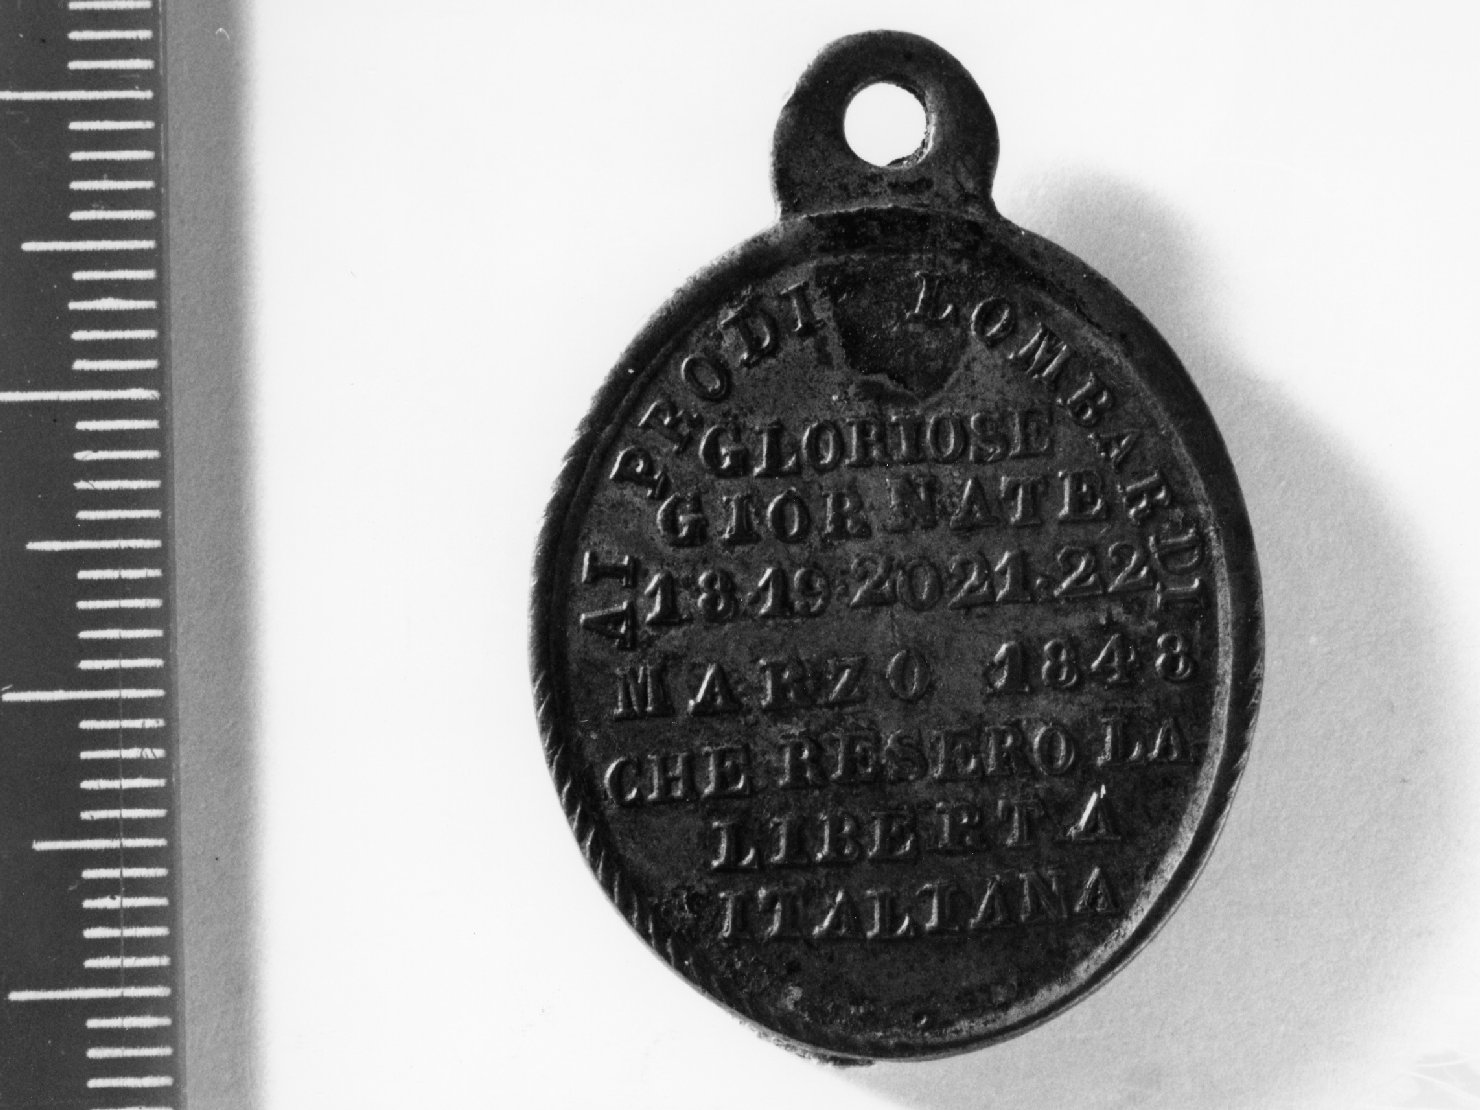 AI PRODI LOMBARDI
GLORIOSE
GIORNATE
18·19·20·21·22
MARZO 1848
CHE RESERO LA
LIBERTA
ITALIANA